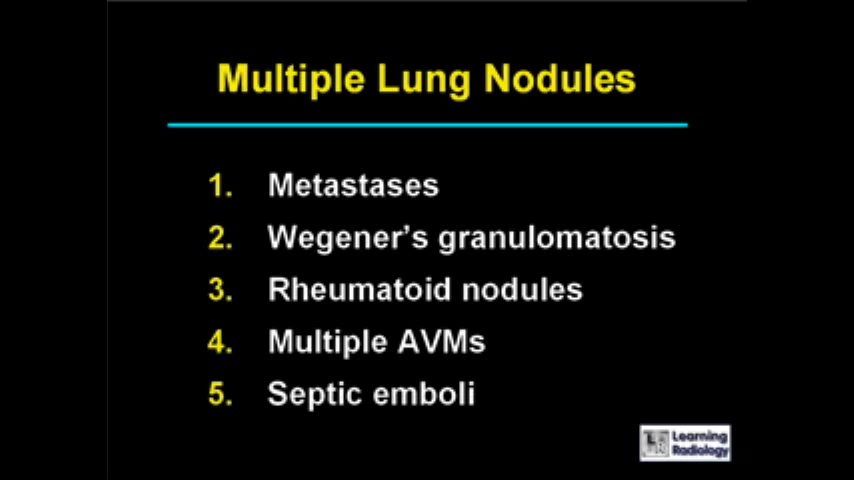 Multiple Lung Nodules
1. Metastases
2. Wegener’s granulomatosis
3. Rheumatoid nodules
4. Multiple AVMs
5. Septic emboli
Learning
Radiology